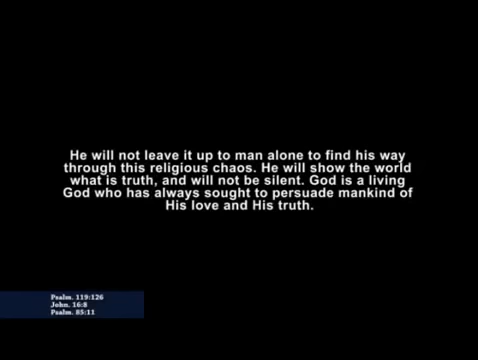 He will not leave it up to man alone to find his way
through this religious chaos. He will show the world
what is truth, and will not be silent. God is a living
God who has always sought to persuade mankind of
His love and His truth.
Psalm. 119:126
John. 16:8
Psalm. 85:11